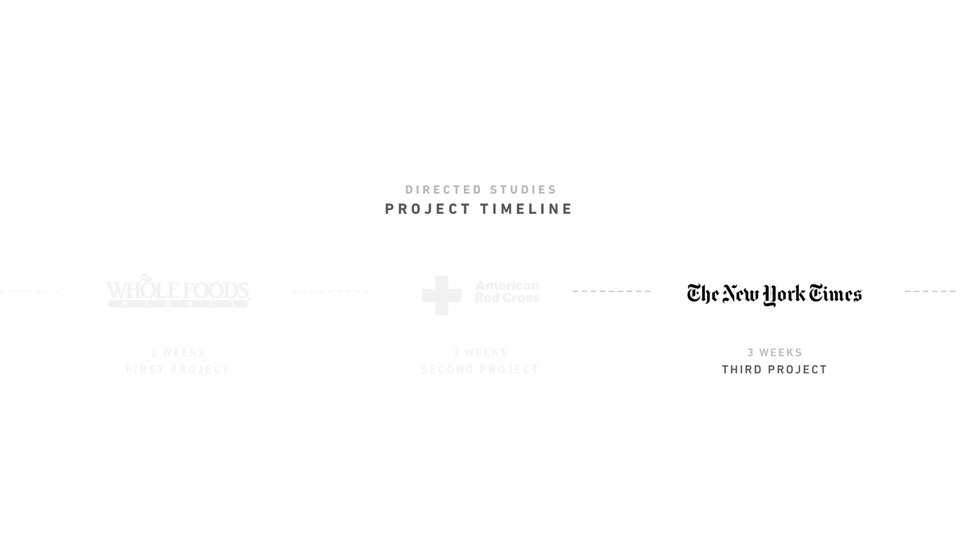 DIRECTED STUDIES
PROJECT TIMELINE
WHOLE FOODS
MARKET
American
Red Cross
The New York Times
2 WEEKS
FIRST PROJECT
3 WEEKS
SECOND PROJECT
3 WEEKS
THIRD PROJECT